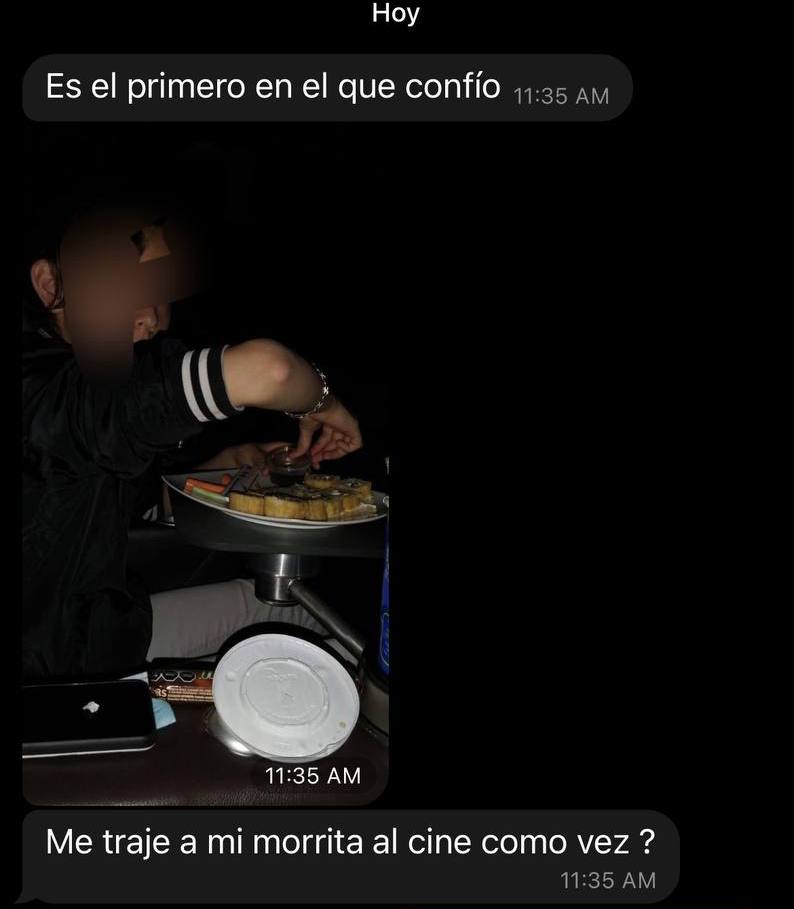 Hoy
Es el primero en el que confío 11:35 AM
11:35 AM
Me traje a mi morrita al cine como vez ?
11:35 AM